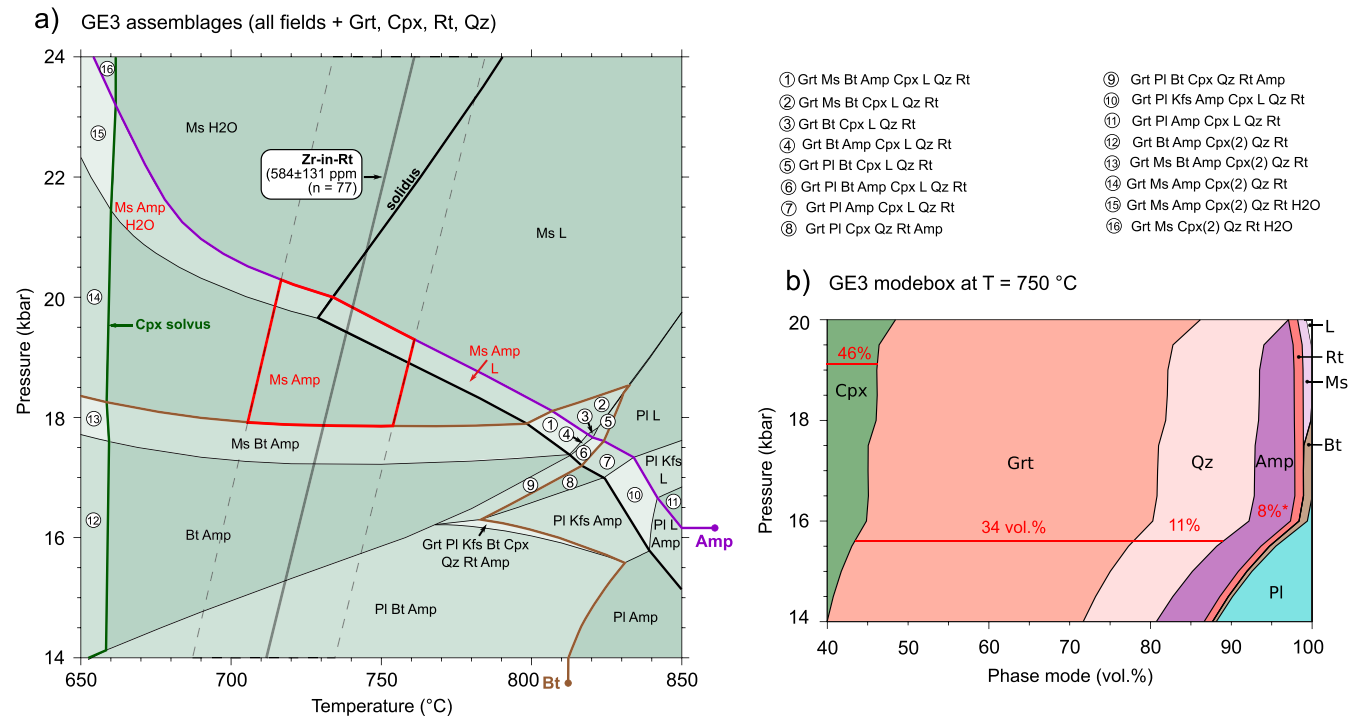 a) GE3 assemblages (all fields + Grt, Cpx, Rt, Qz)
24
22
20
18
16
14
Pressure (kbar)
650
700
750
800
850
Temperature (°C)
16
15
14
13
12
Ms H2O
Zr-in-Rt
(584±131 ppm
(n = 77)
solidus
Ms Amp
H2O
Ms L
Cpx solvus
Ms Amp
L
Ms Amp
Ms Bt Amp
1
2
3
4
5
6
7
8
9
10
11
Pl L
Pl Kfs
L
Bt Amp
Pl Kfs Amp
Pl L
Amp
Grt Pl Kfs Bt Cpx
Qz Rt Amp
Amp
Pl Bt Amp
Pl Amp
Bt
1 Grt Ms Bt Amp Cpx L Qz Rt
2 Grt Ms Bt Cpx L Qz Rt
3 Grt Bt Cpx L Qz Rt
4 Grt Bt Amp Cpx L Qz Rt
5 Grt Pl Bt Cpx L Qz Rt
6 Grt Pl Bt Amp Cpx L Qz Rt
7 Grt Pl Amp Cpx L Qz Rt
8 Grt Pl Cpx Qz Rt Amp
9 Grt Pl Bt Cpx Qz Rt Amp
10 Grt Pl Kfs Amp Cpx L Qz Rt
11 Grt Pl Amp Cpx L Qz Rt
12 Grt Bt Amp Cpx(2) Qz Rt
13 Grt Ms Bt Amp Cpx(2) Qz Rt
14 Grt Ms Amp Cpx(2) Qz Rt
15 Grt Ms Amp Cpx(2) Qz Rt H2O
16 Grt Ms Cpx(2) Qz Rt H2O
b) GE3 modebox at T = 750 °C
20
18
16
14
Pressure (kbar)
46%
Cpx
Grt
Qz
Amp
34 vol.%
11%
8%*
Pl
L
Rt
Ms
Bt
40
50
60
70
80
90
100
Phase mode (vol.%)